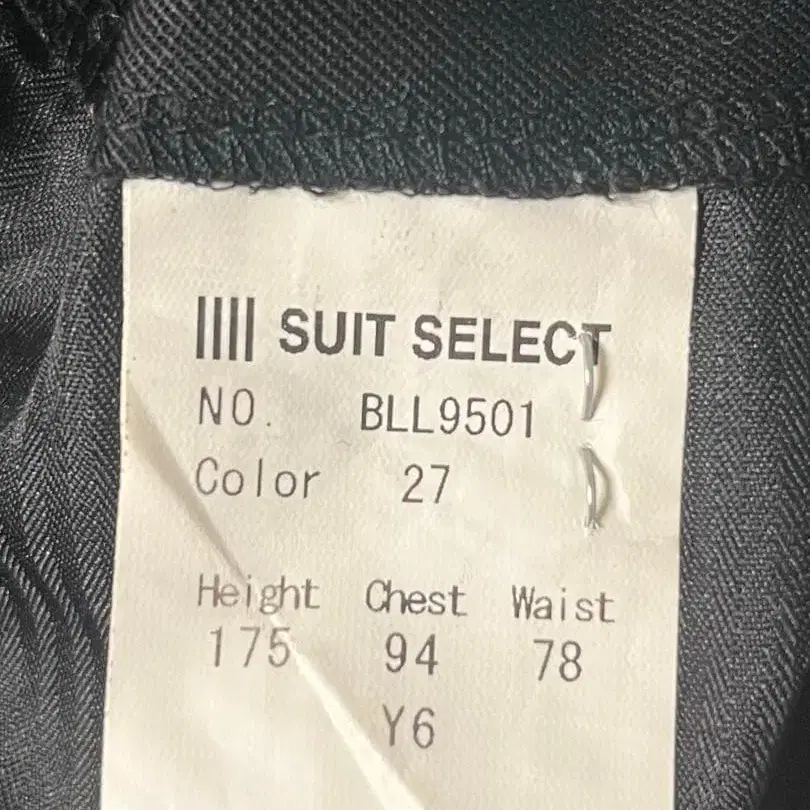 SUIT SELECT
NO. BLL9501
Color 27
Height Chest Waist
175 94 78
Y6